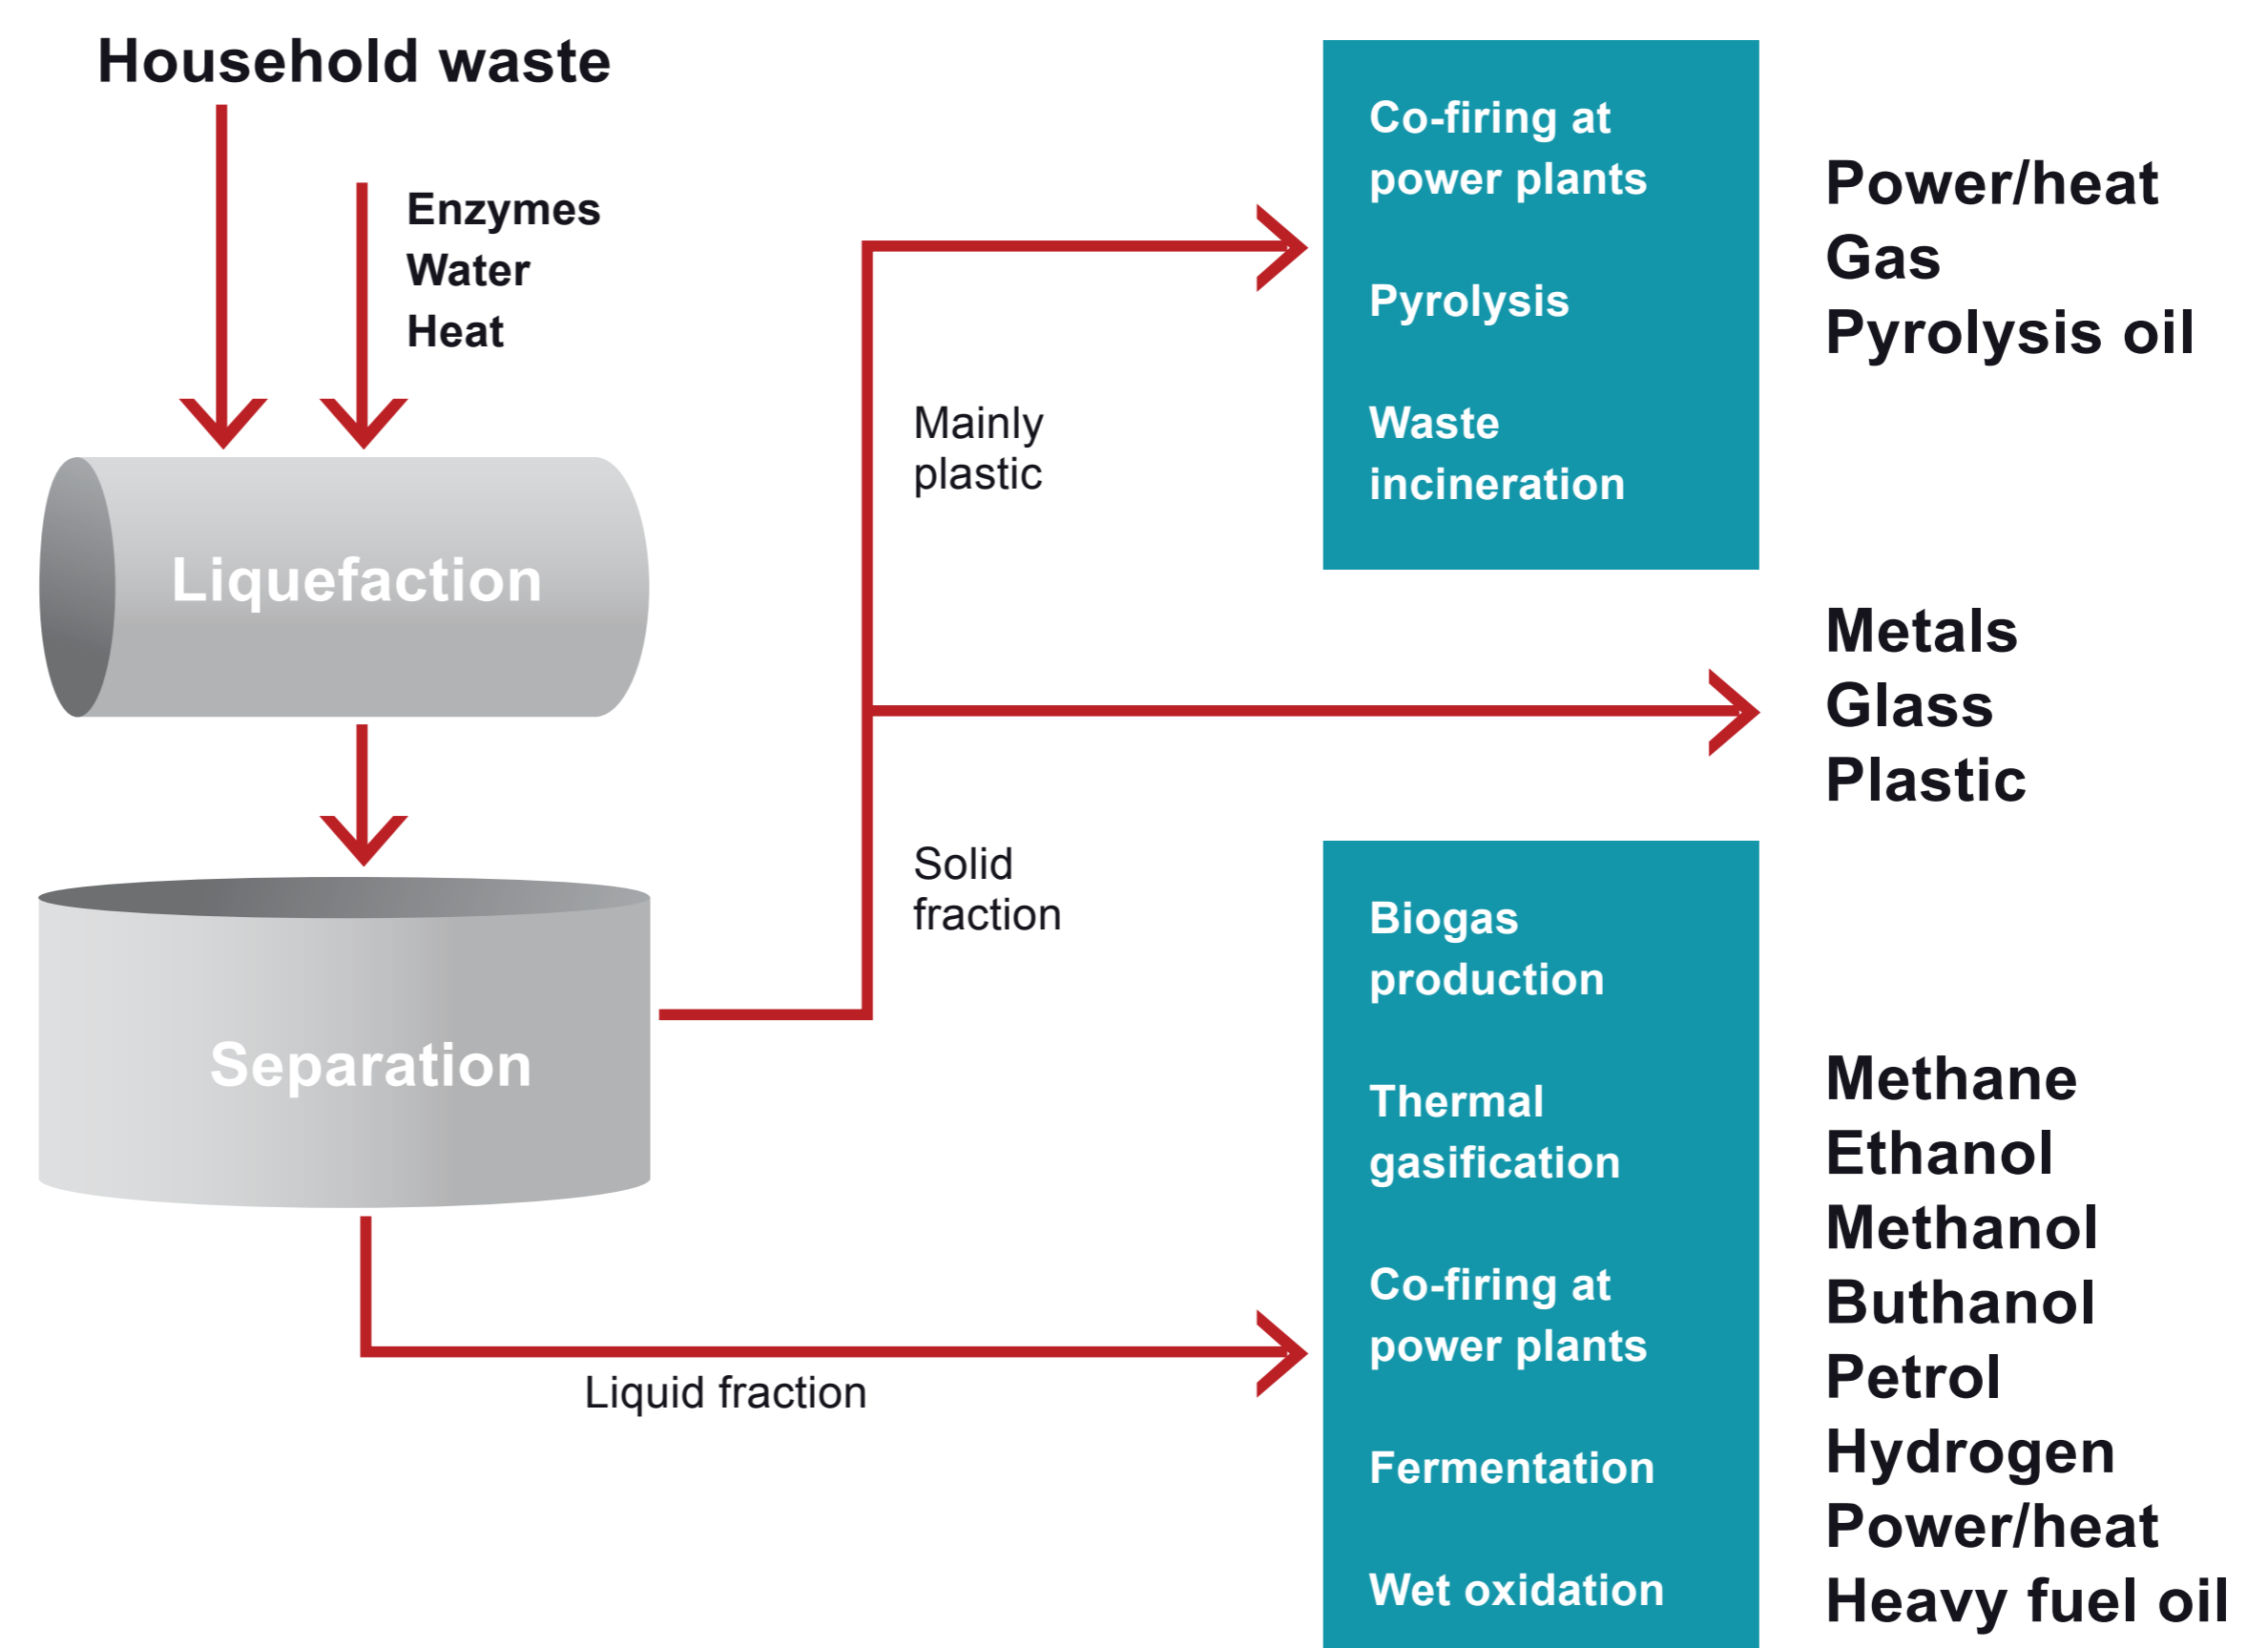 Household waste
Enzymes
Water
Heat
Liquefaction
Separation
Mainly
plastic
Solid
fraction
Liquid fraction
Co-firing at
power plants
Pyrolysis
Waste
incineration
Power/heat
Gas
Pyrolysis oil
Metals
Glass
Plastic
Biogas
production
Thermal
gasification
Co-firing at
power plants
Fermentation
Wet oxidation
Methane
Ethanol
Methanol
Buthanol
Petrol
Hydrogen
Power/heat
Heavy fuel oil